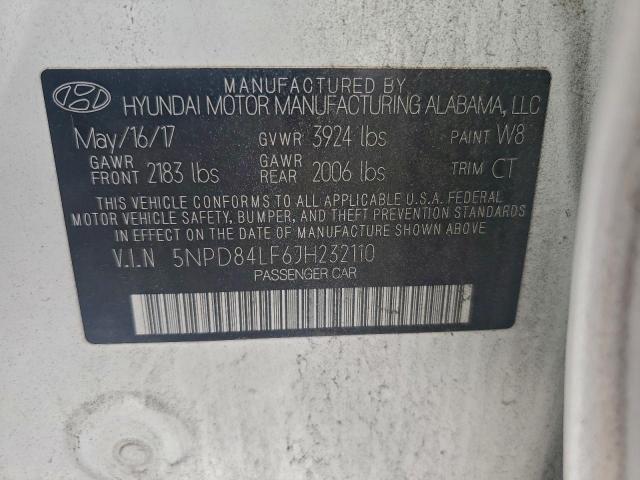 MANUFACTURED BY
HYUNDAI MOTOR MANUFACTURING ALABAMA, LLC
May/16/17 GVWR 3924 lbs PAINT W8
GAWR FRONT 2183 lbs GAWR REAR 2006 lbs TRIM CT
THIS VEHICLE CONFORMS TO ALL APPLICABLE U.S.A. FEDERAL
MOTOR VEHICLE SAFETY, BUMPER, AND THEFT PREVENTION STANDARDS
IN EFFECT ON THE DATE OF MANUFACTURE SHOWN ABOVE.
V.I.N 5NPD84LF6JH232110
PASSENGER CAR